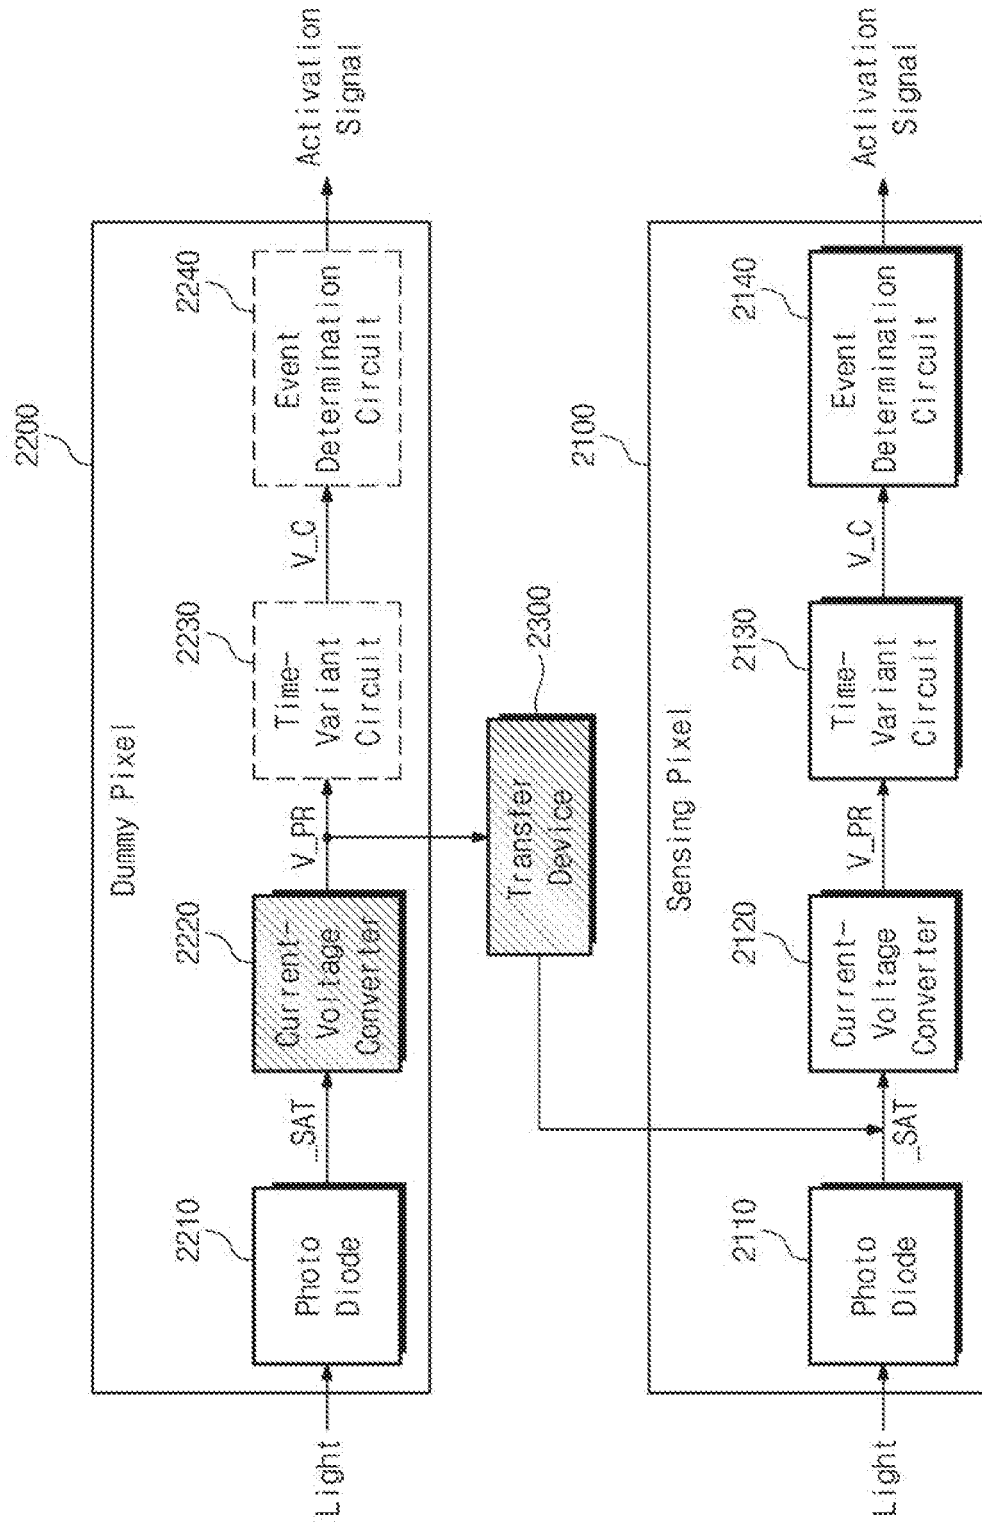 2200
Dummy Pixel
2210
2220
2230
2240
Light
Photo
Diode
_SAT
Current-
Voltage
Converter
V_PR
Time-
Variant
Circuit
V_C
Event
Determination
Circuit
Activation
Signal
2300
Transfer
Device
2100
Sensing Pixel
2110
2120
2130
2140
Light
Photo
Diode
_SAT
Current-
Voltage
Converter
V_PR
Time-
Variant
Circuit
V_C
Event
Determination
Circuit
Activation
Signal